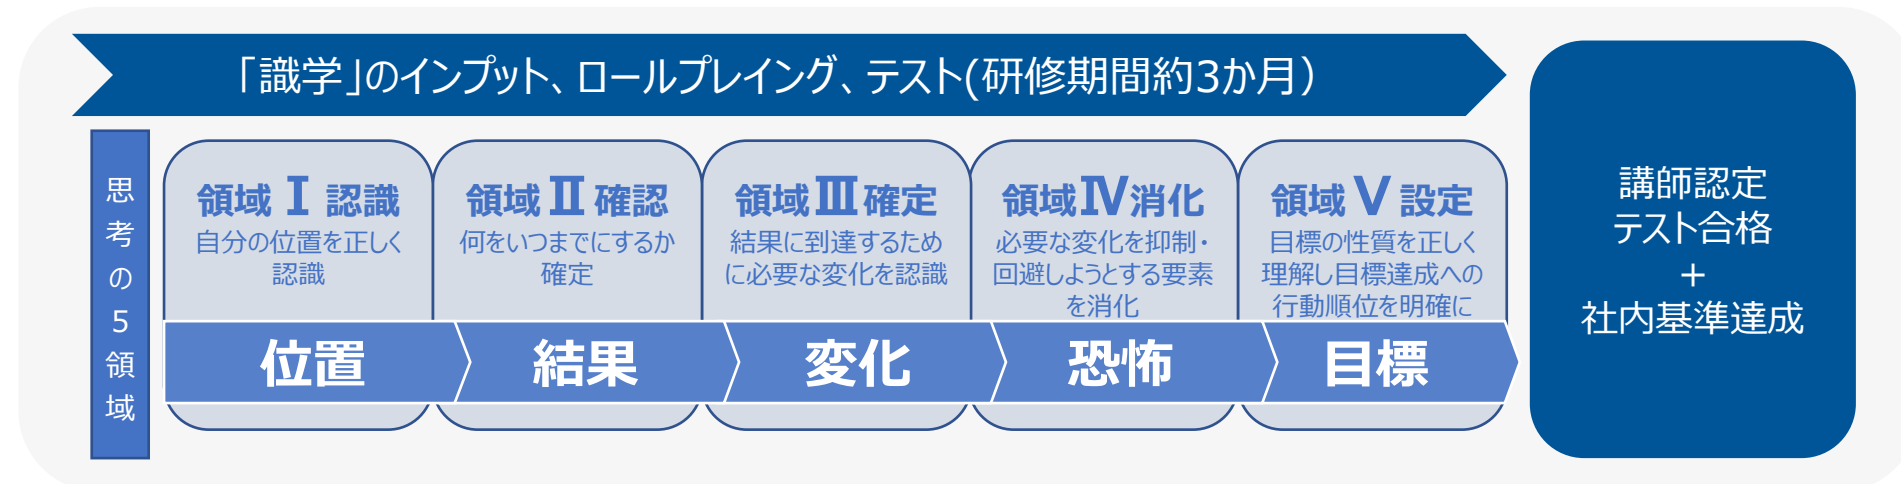 「識学」のインプット、ロールプレイング、テスト(研修期間約3か月）
思考の5領域
領域 Ⅰ 認識
自分の位置を正しく
認識
位置
領域 Ⅱ 確認
何をいつまでにするか
確定
結果
領域Ⅲ確定
結果に到達するため
に必要な変化を認識
変化
領域Ⅳ消化
必要な変化を抑制・
回避しようとする要素
を消化
恐怖
領域 Ⅴ 設定
目標の性質を正しく
理解し目標達成への
行動順位を明確に
目標
講師認定
テスト合格
＋
社内基準達成